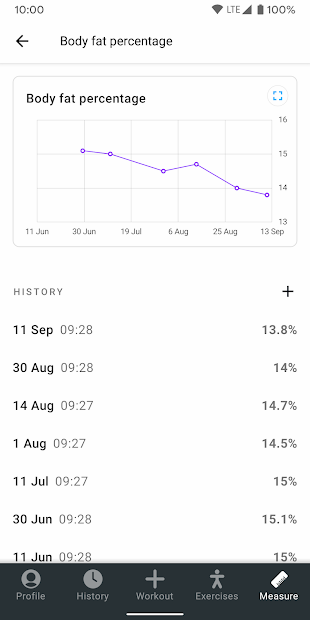 10:00 LTE 100%
Body fat percentage
Body fat percentage
16
15
14
13
11 Jun 30 Jun 19 Jul 6 Aug 25 Aug 13 Sep
HISTORY +
11 Sep 09:28 13.8%
30 Aug 09:28 14%
14 Aug 09:27 14.7%
1 Aug 09:27 14.5%
11 Jul 09:27 15%
30 Jun 09:28 15.1%
11 Jun 09:28 15%
Profile History Workout Exercises Measure